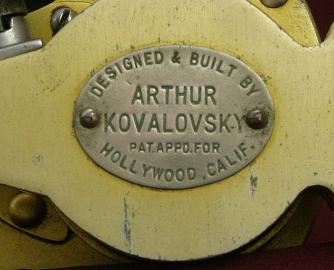 DESIGNED & BUILT BY
ARTHUR
KOVALOVSKY
PAT. APPD. FOR
HOLLYWOOD, CALIF.